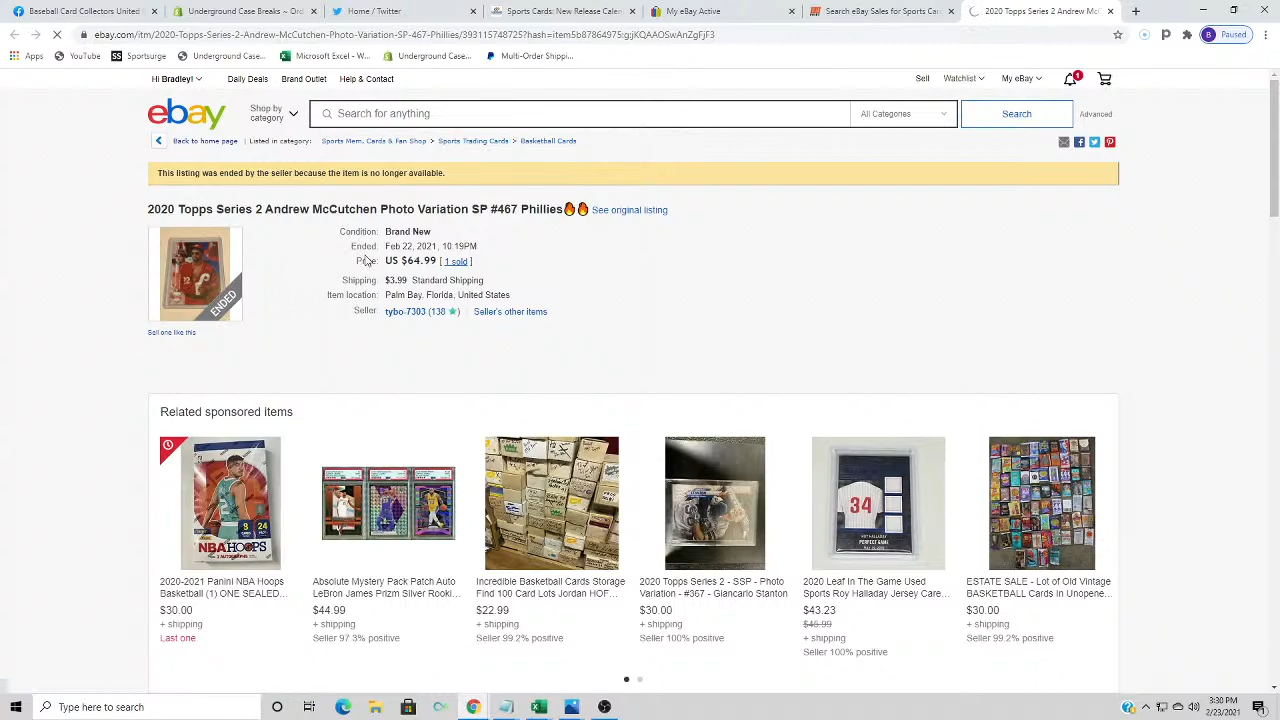 Baseball Card Collectors United
Underground Case Breaks ~ Ord
Home / Twitter
Sports Cards: New Release Calen
My eBay Active
Search eBay Sales for Sports Car
2020 Topps Series 2 Andrew McC
ebay.com/itm/2020-Topps-Series-2-Andrew-McCutchen-Photo-Variation-SP-467-Phillies/393115748725?hash=item5b87864975:g:jKQAAOSwAnZgFjF3
B Paused
Apps
YouTube
SS Sportsurge
Underground Case...
Microsoft Excel - W...
Underground Case...
Multi-Order Shippi...
Hi Bradley!
Daily Deals
Brand Outlet
Help & Contact
Sell
Watchlist
My eBay
1
ebay
Shop by
category
Search for anything
All Categories
Search
Advanced
Back to home page
Listed in category:
Sports Mem, Cards & Fan Shop > Sports Trading Cards > Basketball Cards
This listing was ended by the seller because the item is no longer available.
2020 Topps Series 2 Andrew McCutchen Photo Variation SP #467 Phillies🔥🔥 See original listing
ENDED
Sell one like this
Condition: Brand New
Ended: Feb 22, 2021, 10:19PM
Price: US $64.99 [ 1 sold ]
Shipping: $3.99 Standard Shipping
Item location: Palm Bay, Florida, United States
Seller: tybo-7303 (138 ★) | Seller's other items
Related sponsored items
NBA HOOPS
34
2020-2021 Panini NBA Hoops
Basketball (1) ONE SEALED...
$30.00
+ shipping
Last one
Absolute Mystery Pack Patch Auto
LeBron James Prizm Silver Rooki...
$44.99
+ shipping
Seller 97.3% positive
Incredible Basketball Cards Storage
Find 100 Card Lots Jordan HOF...
$22.99
+ shipping
Seller 99.2% positive
2020 Topps Series 2 - SSP - Photo
Variation - #367 - Giancarlo Stanton
$30.00
+ shipping
Seller 100% positive
2020 Leaf In The Game Used
Sports Roy Halladay Jersey Care...
$43.23
$45.99
+ shipping
Seller 100% positive
ESTATE SALE - Lot of Old Vintage
BASKETBALL Cards In Unopene...
$30.00
+ shipping
Seller 99.2% positive
Type here to search
3:30 PM
2/23/2021